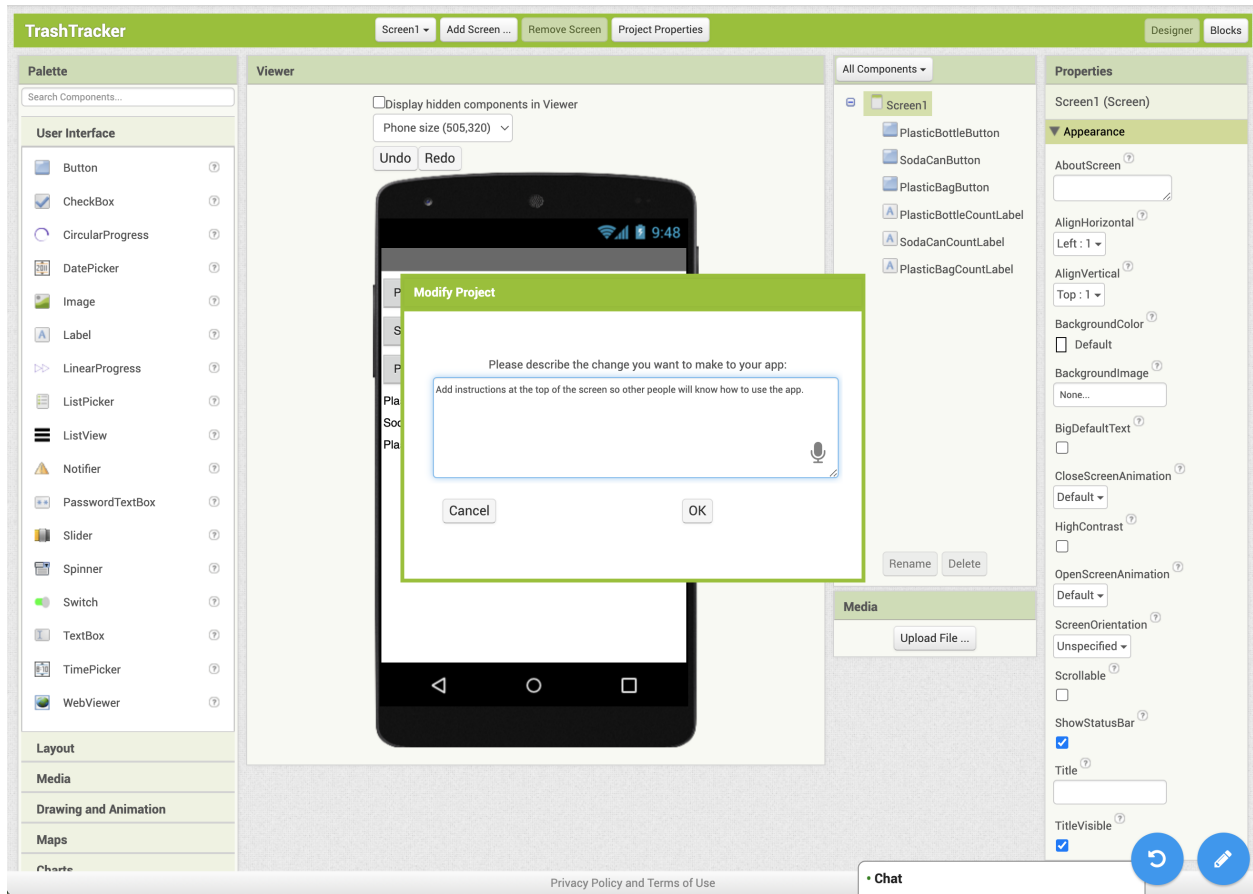 TrashTracker
Screen1
Add Screen ...
Remove Screen
Project Properties
Designer
Blocks
Palette
Search Components...
User Interface
Button
CheckBox
CircularProgress
DatePicker
Image
Label
LinearProgress
ListPicker
ListView
Notifier
PasswordTextBox
Slider
Spinner
Switch
TextBox
TimePicker
WebViewer
Layout
Media
Drawing and Animation
Maps
Charts
Viewer
Display hidden components in Viewer
Phone size (505,320)
Undo
Redo
9:48
P
S
P
Pla
Soc
Pla
Modify Project
Please describe the change you want to make to your app:
Add instructions at the top of the screen so other people will know how to use the app.
Cancel
OK
All Components
Screen1
PlasticBottleButton
SodaCanButton
PlasticBagButton
PlasticBottleCountLabel
SodaCanCountLabel
PlasticBagCountLabel
Rename
Delete
Media
Upload File ...
Properties
Screen1 (Screen)
Appearance
AboutScreen
AlignHorizontal
Left : 1
AlignVertical
Top : 1
BackgroundColor
Default
BackgroundImage
None...
BigDefaultText
CloseScreenAnimation
Default
HighContrast
OpenScreenAnimation
Default
ScreenOrientation
Unspecified
Scrollable
ShowStatusBar
Title
TitleVisible
Chat
Privacy Policy and Terms of Use